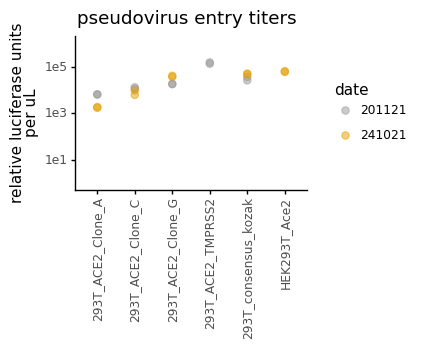 pseudovirus entry titers
relative luciferase units
per uL
1e5
1e3
1e1
293T_ACE2_Clone_A
293T_ACE2_Clone_C
293T_ACE2_Clone_G
293T_ACE2_TMPRSS2
293T_consensus_kozak
HEK293T_Ace2
date
201121
241021